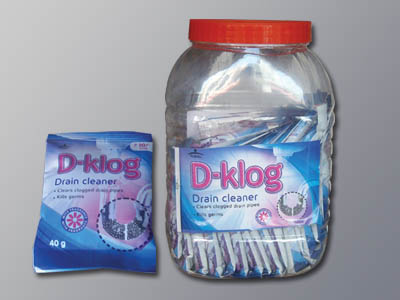 D-klog
Drain cleaner
• Clears clogged drain pipes
• Kills germs
40 g
D-klog
Drain cleaner
• Clears clogged drain pipes
• Kills germs